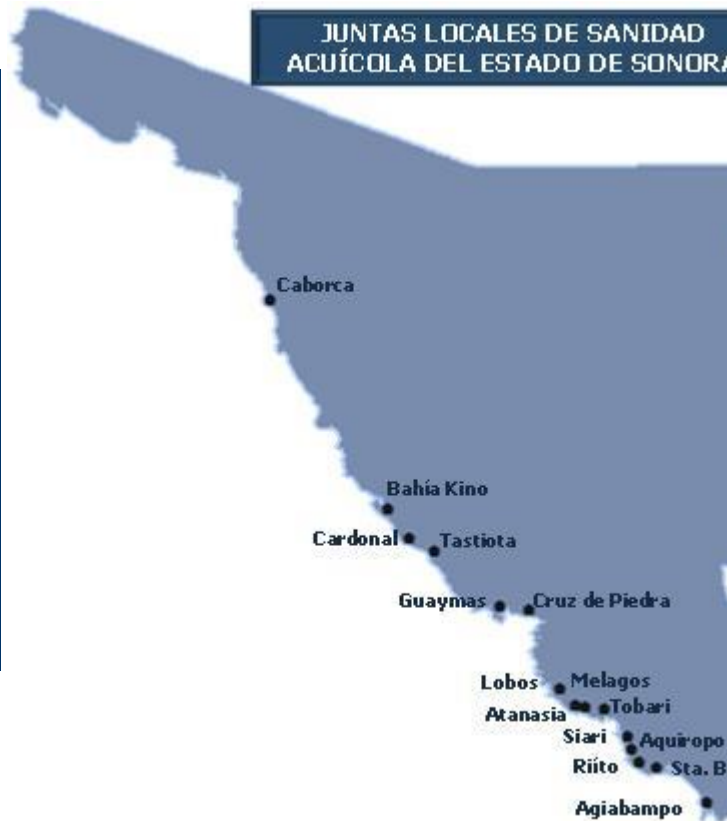 JUNTAS LOCALES DE SANIDAD
ACUÍCOLA DEL ESTADO DE SONORA
Caborca
Bahía Kino
Cardonal
Tastiota
Guaymas
Cruz de Piedra
Lobos
Melagos
Atanasia
Tobari
Siari
Aquiropo
Riíto
Sta. B
Agiabampo